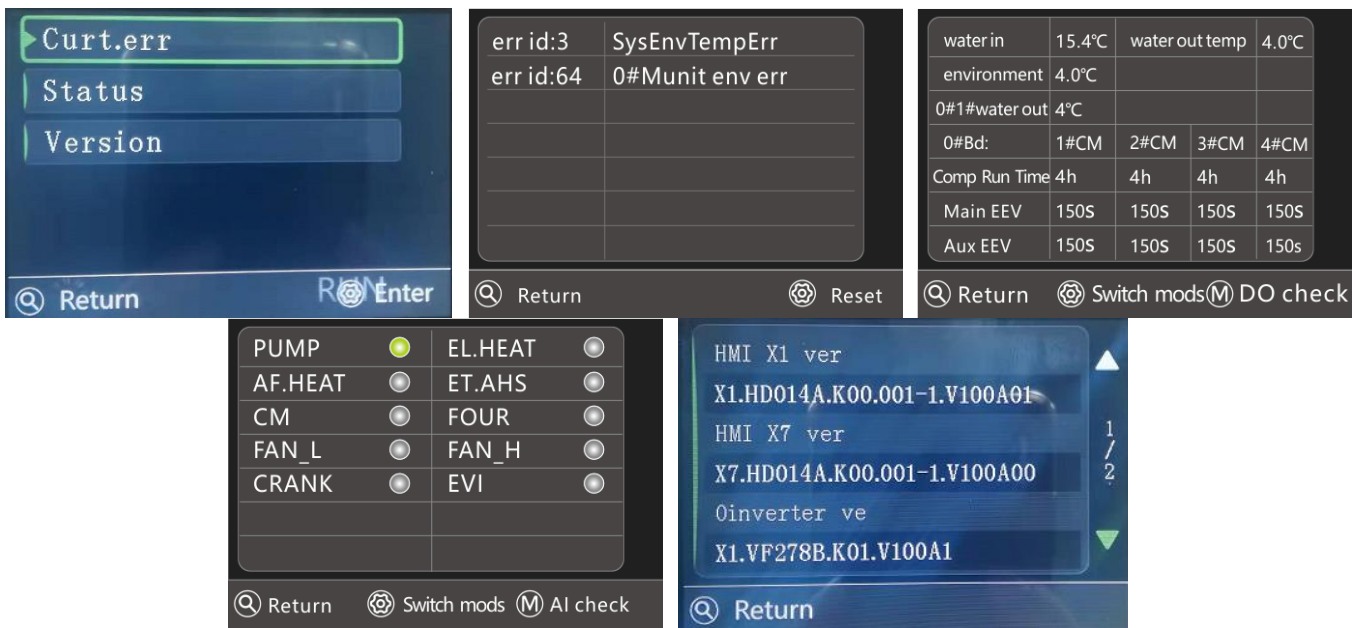 Curt.err
Status
Version
Return
RUN Enter
err id:3 SysEnvTempErr
err id:64 0#Munit env err
Return
Reset
water in 15.4℃ water out temp 4.0℃
environment 4.0℃
0#1#water out 4℃
0#Bd: 1#CM 2#CM 3#CM 4#CM
Comp Run Time 4h 4h 4h 4h
Main EEV 150S 150S 150S 150S
Aux EEV 150S 150S 150S 150s
Return Switch mods M DO check
PUMP EL.HEAT
AF.HEAT ET.AHS
CM FOUR
FAN_L FAN_H
CRANK EVI
Return Switch mods M AI check
HMI X1 ver
X1.HD014A.K00.001-1.V100A01
HMI X7 ver
X7.HD014A.K00.001-1.V100A00
0inverter ve
X1.VF278B.K01.V100A1
1/2
Return